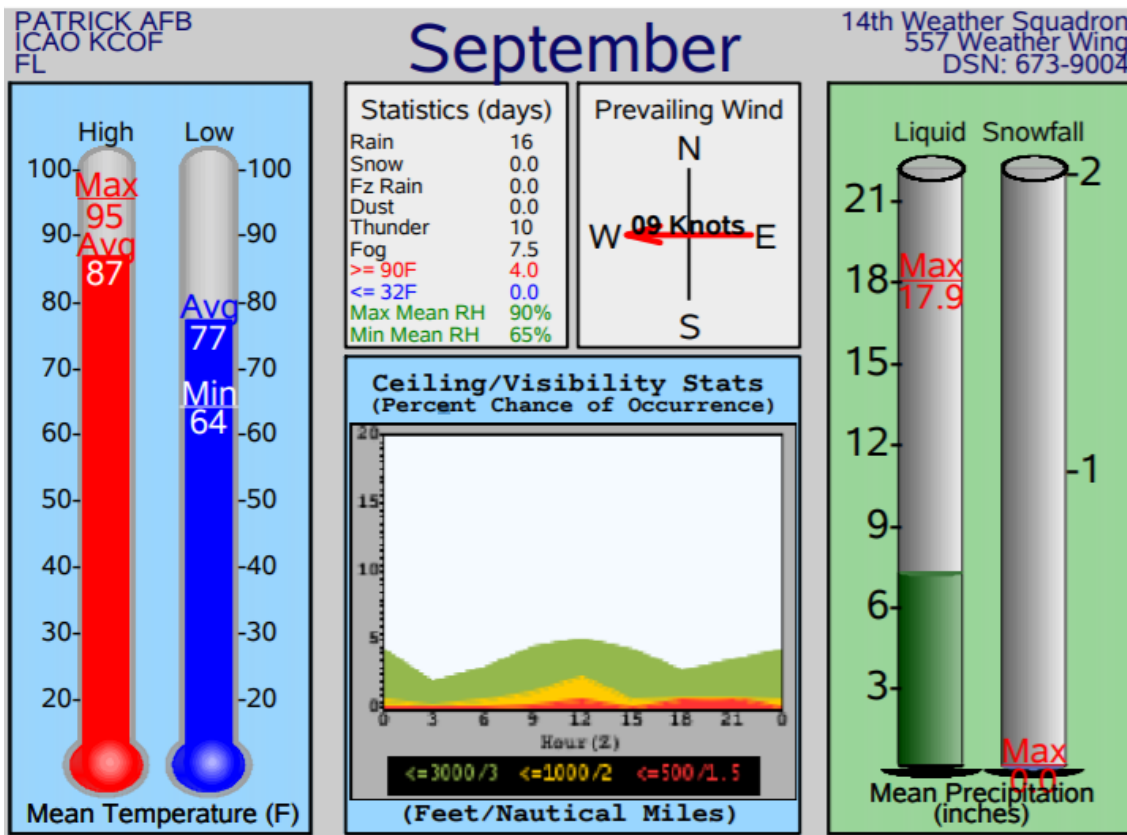 PATRICK AFB
ICAO KCOF
FL
September
14th Weather Squadron
557 Weather Wing
DSN: 673-9004
High Low
100- -100
Max
95
90- -90
Avg
87
80- -80
Avg
77
70- -70
Min
64
60- -60
50- -50
40- -40
30- -30
20- -20
Mean Temperature (F)
Statistics (days)
Rain 16
Snow 0.0
Fz Rain 0.0
Dust 0.0
Thunder 10
Fog 7.5
>= 90F 4.0
<= 32F 0.0
Max Mean RH 90%
Min Mean RH 65%
Prevailing Wind
N
W 09 Knots E
S
Ceiling/Visibility Stats
(Percent Chance of Occurrence)
20
15
10
5
0
0 3 6 9 12 15 18 21 0
Hour(Z)
<=3000/3 <=1000/2 <=500/1.5
(Feet/Nautical Miles)
Liquid Snowfall
21-
18-
15-
12-
9-
6-
3-
Max
17.9
-2
-1
Max
0.0
Mean Precipitation
(inches)